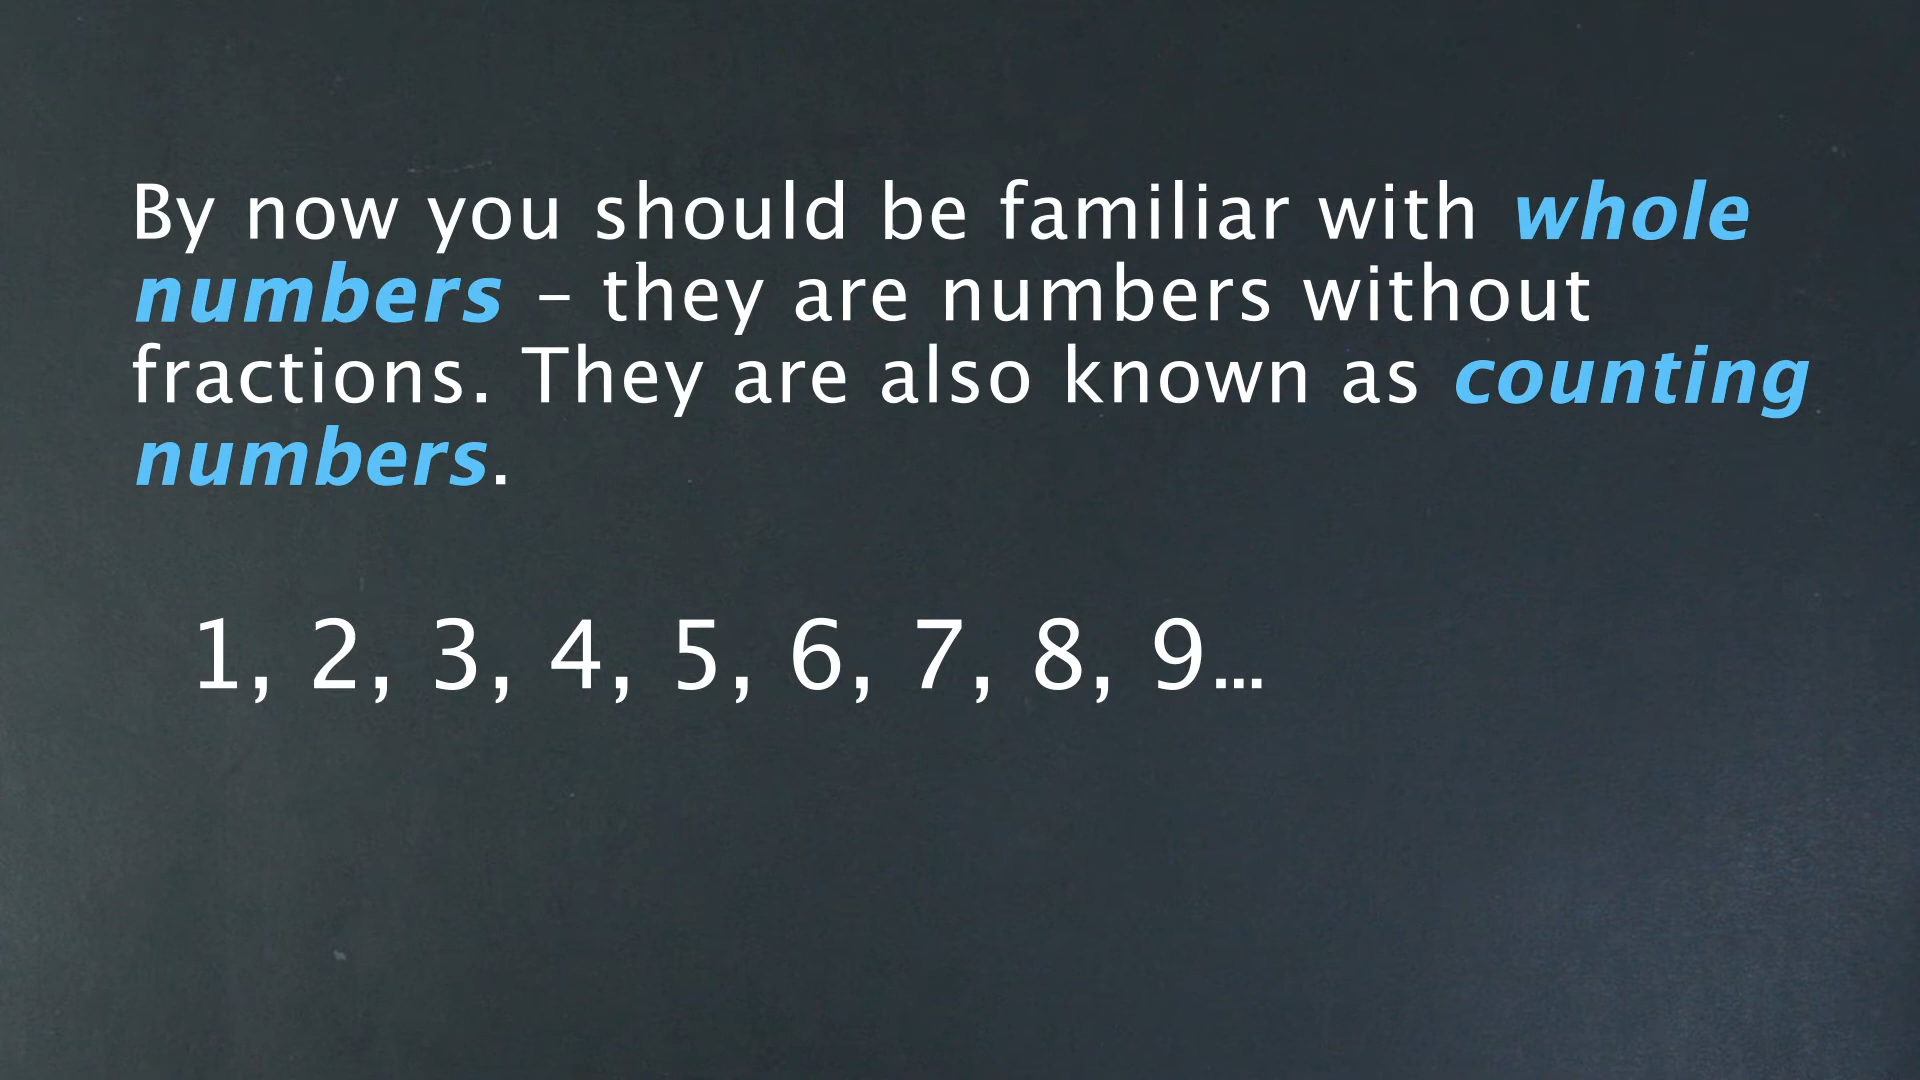 By now you should be familiar with whole
numbers – they are numbers without
fractions. They are also known as counting
numbers.
1, 2, 3, 4, 5, 6, 7, 8, 9…